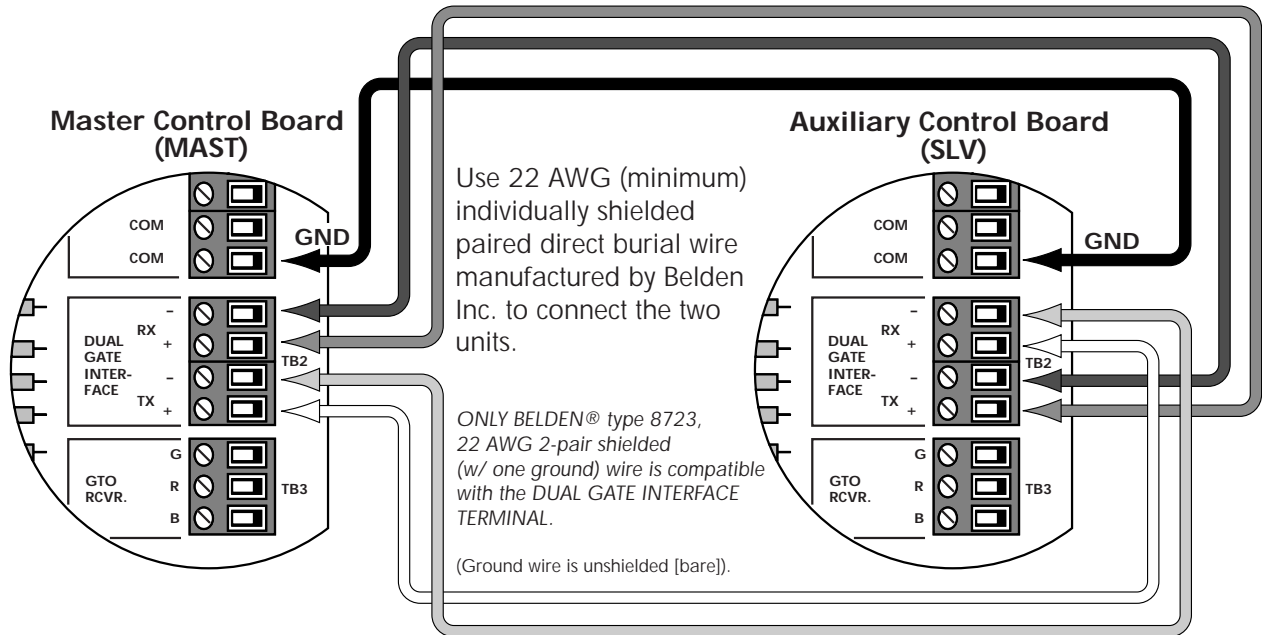 Master Control Board
(MAST)
COM
COM
GND
DUAL
GATE
INTER-
FACE
RX
-
+
TX
-
+
TB2
GTO
RCVR.
G
R
B
TB3
Use 22 AWG (minimum)
individually shielded
paired direct burial wire
manufactured by Belden
Inc. to connect the two
units.
ONLY BELDEN® type 8723,
22 AWG 2-pair shielded
(w/ one ground) wire is compatible
with the DUAL GATE INTERFACE
TERMINAL.
(Ground wire is unshielded [bare]).
Auxiliary Control Board
(SLV)
COM
COM
GND
DUAL
GATE
INTER-
FACE
RX
-
+
TX
-
+
TB2
GTO
RCVR.
G
R
B
TB3